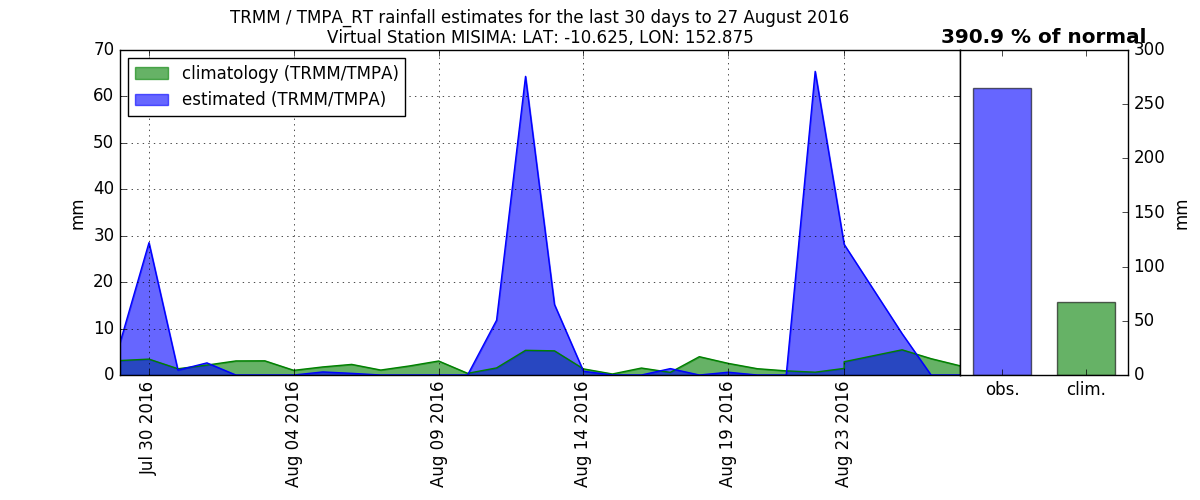 TRMM / TMPA_RT rainfall estimates for the last 30 days to 27 August 2016
Virtual Station MISIMA: LAT: -10.625, LON: 152.875
390.9 % of normal
climatology (TRMM/TMPA)
estimated (TRMM/TMPA)
mm
70
60
50
40
30
20
10
0
Jul 30 2016
Aug 04 2016
Aug 09 2016
Aug 14 2016
Aug 19 2016
Aug 23 2016
obs.
clim.
300
250
200
150
100
50
0
mm